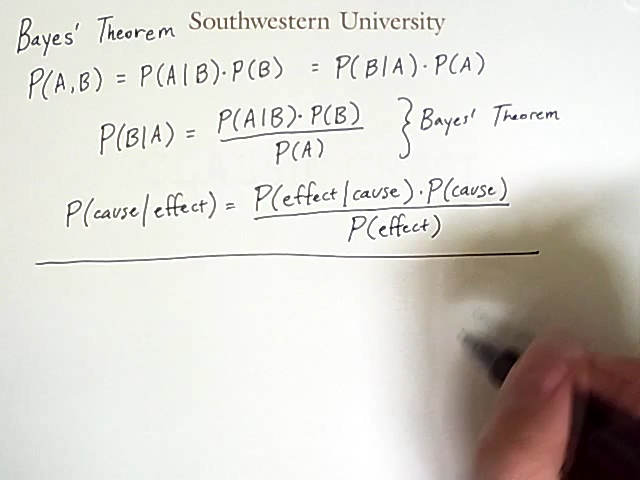 Bayes' Theorem Southwestern University
P(A,B) = P(A|B)·P(B) = P(B|A)·P(A)
P(B|A) = P(A|B)·P(B) / P(A) } Bayes' Theorem
P(cause/effect) = P(effect|cause)·P(cause) / P(effect)